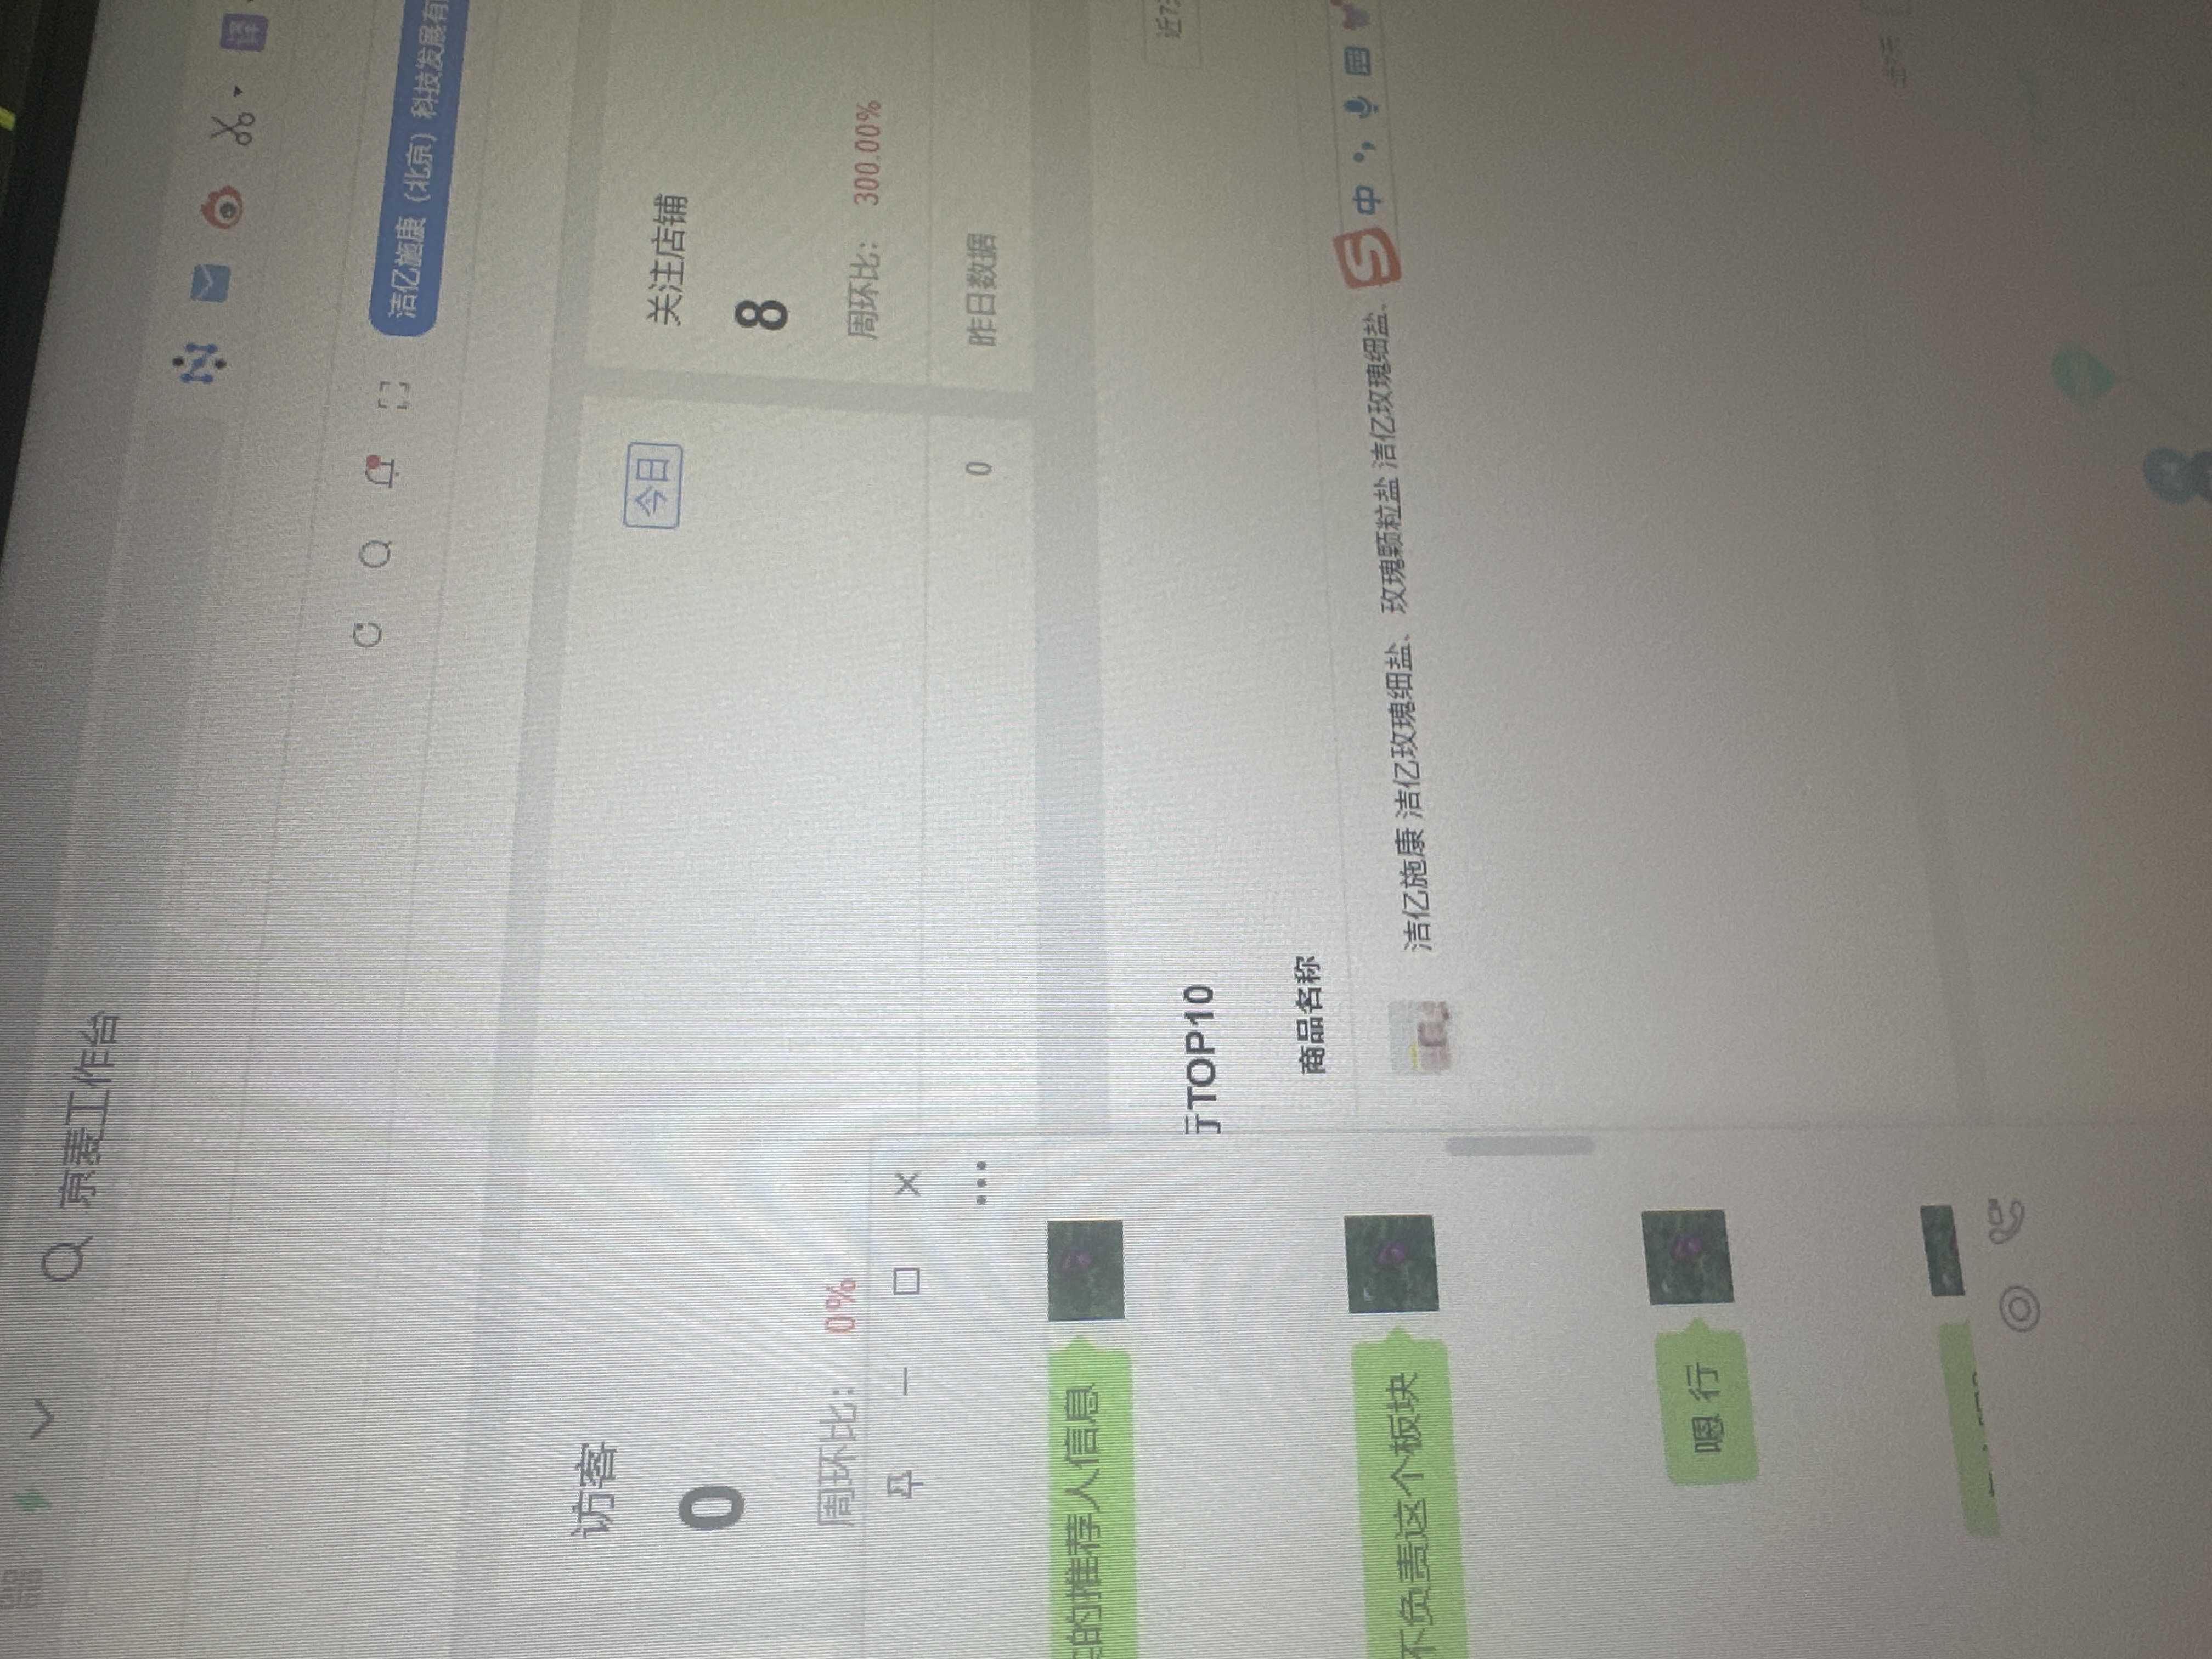 京麦工作台
译
洁亿施康（北京）科技发展有
访客
今日
关注店铺
0
8
周环比： 0%
周环比： 300.00%
0
昨日数据
的推荐人信息
TOP10
近7
商品名称
洁亿施康 洁亿玫瑰细盐、玫瑰颗粒盐 洁亿玫瑰细盐、
S 中
不负责这个板块
嗯 行